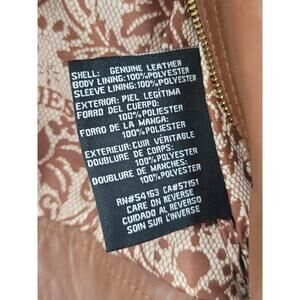 SHELL: GENUINE LEATHER
BODY LINING:100%POLYESTER
SLEEVE LINING:100%POLYESTER
EXTERIOR: PIEL LEGÍTIMA
FORRO DEL CUERPO:
100%POLIESTER
FORRO DE LA MANGA:
100%POLIESTER
EXTERIEUR:CUIR VÉRITABLE
DOUBLURE DE CORPS:
100%POLYESTER
DOUBLURE DE MANCHES:
100%POLYESTER
RN#54163 CA#57151
CARE ON REVERSE
CUIDADO AL REVERSO
SOIN SUR L'INVERSE